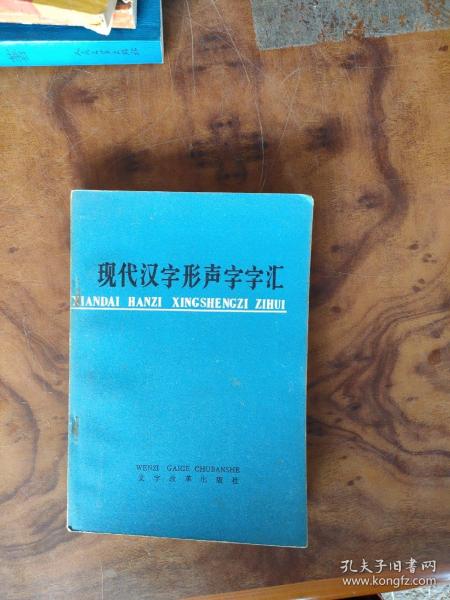 现代汉字形声字字汇
XIANDAI HANZI XINGSHENGZI ZIHUI
WENZI GAIGE CHUBANSHE
文字改革出版社
孔夫子旧书网
www.kongfz.com